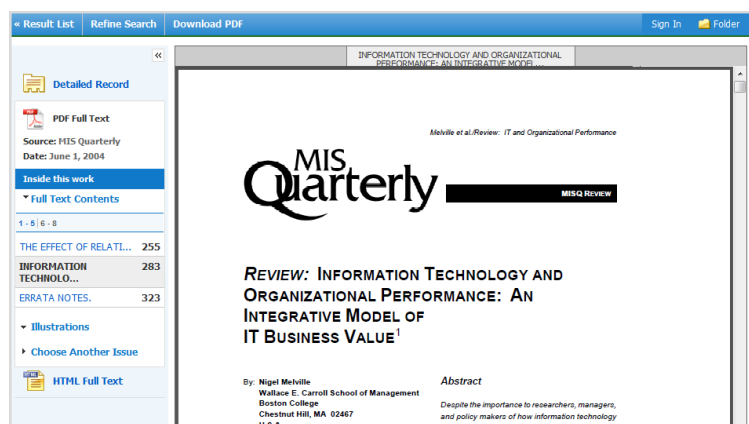 « Result List Refine Search Download PDF Sign In Folder
«
Detailed Record
PDF Full Text
Source: MIS Quarterly
Date: June 1, 2004
Inside this work
Full Text Contents
1 - 5 | 6 - 8
THE EFFECT OF RELATI... 255
INFORMATION TECHNOLO... 283
ERRATA NOTES. 323
Illustrations
Choose Another Issue
HTML Full Text
INFORMATION TECHNOLOGY AND ORGANIZATIONAL
PERFORMANCE: AN INTEGRATIVE MODEL ...
Melville et al./Review: IT and Organizational Performance
MIS
Quarterly
MISQ REVIEW
REVIEW: INFORMATION TECHNOLOGY AND
ORGANIZATIONAL PERFORMANCE: AN
INTEGRATIVE MODEL OF
IT BUSINESS VALUE1
By: Nigel Melville
Wallace E. Carroll School of Management
Boston College
Chestnut Hill, MA 02467
U.S.A.
Abstract
Despite the importance to researchers, managers,
and policy makers of how information technology